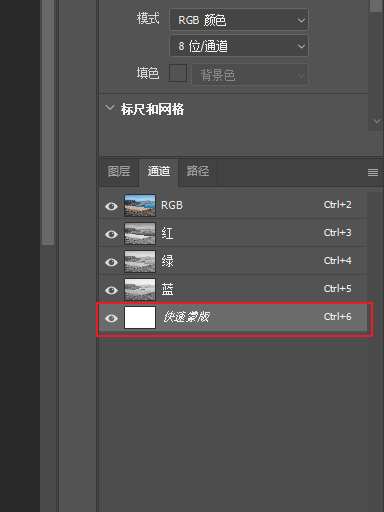 模式 RGB 颜色
8 位/通道
填色 背景色
标尺和网格
图层 通道 路径
RGB Ctrl+2
红 Ctrl+3
绿 Ctrl+4
蓝 Ctrl+5
快速蒙版 Ctrl+6